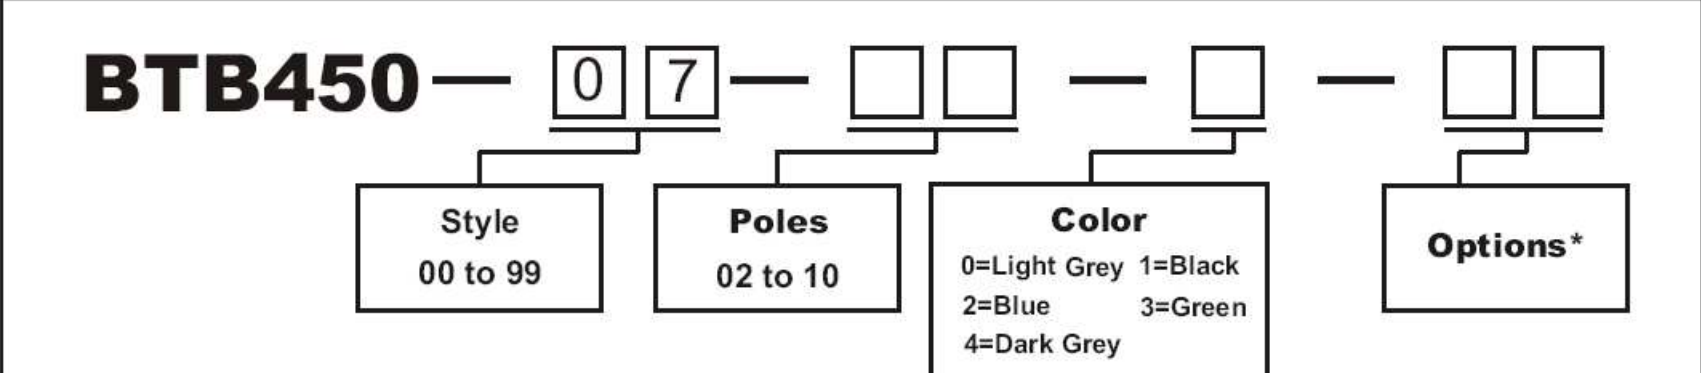 BTB450 — 0 7 — — —
Style
00 to 99
Poles
02 to 10
Color
0=Light Grey 1=Black
2=Blue 3=Green
4=Dark Grey
Options*